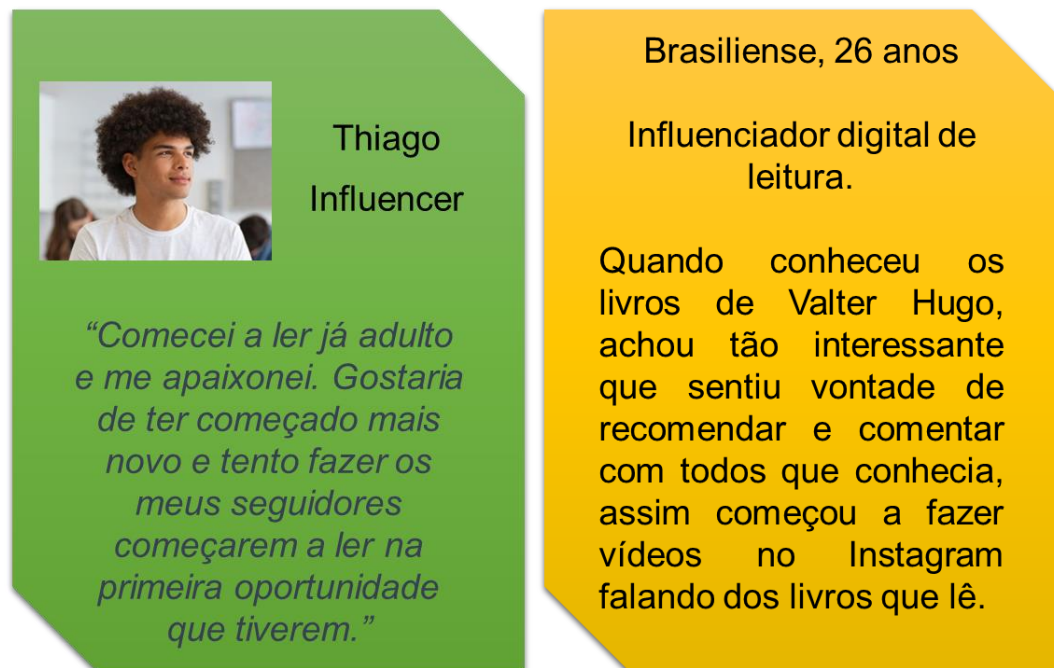 Thiago
Influencer
“Comecei a ler já adulto
e me apaixonei. Gostaria
de ter começado mais
novo e tento fazer os
meus seguidores
começarem a ler na
primeira oportunidade
que tiverem.”
Brasiliense, 26 anos
Influenciador digital de
leitura.
Quando conheceu os
livros de Valter Hugo,
achou tão interessante
que sentiu vontade de
recomendar e comentar
com todos que conhecia,
assim começou a fazer
vídeos no Instagram
falando dos livros que lê.